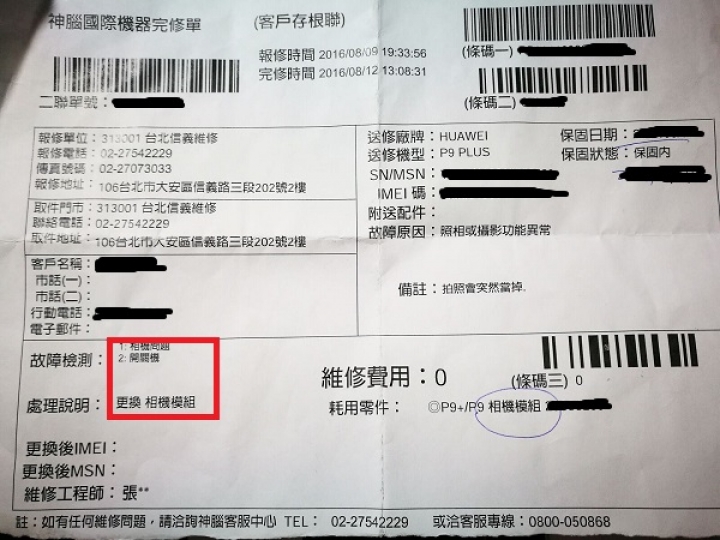 神腦國際機器完修單 (客戶存根聯)
報修時間 2016/08/09 19:33:56
完修時間 2016/08/12 13:08:31
(條碼一)
(條碼二)
二聯單號：
報修單位：313001 台北信義維修
報修電話：02-27542229
傳真號碼：02-27073033
報修地址：106台北市大安區信義路三段202號2樓
取件門市：313001 台北信義維修
聯絡電話：02-27542229
取件地址：106台北市大安區信義路三段202號2樓
客戶名稱：
市話(一)：
市話(二)：
行動電話：
電子郵件：
送修廠牌：HUAWEI 保固日期：
送修機型：P9 PLUS 保固狀態：保固內
SN/MSN：
IMEI 碼：
附送配件：
故障原因：照相或攝影功能異常
備註：拍照會突然當掉.
故障檢測：
1: 相機問題
2: 開關機
處理說明：更換 相機模組
維修費用：0 (條碼三) 0
耗用零件： ◎P9+/P9 相機模組
更換後IMEI：
更換後MSN：
維修工程師：張**
註：如有任何維修問題，請洽詢神腦客服中心 TEL： 02-27542229 或洽客服專線：0800-050868